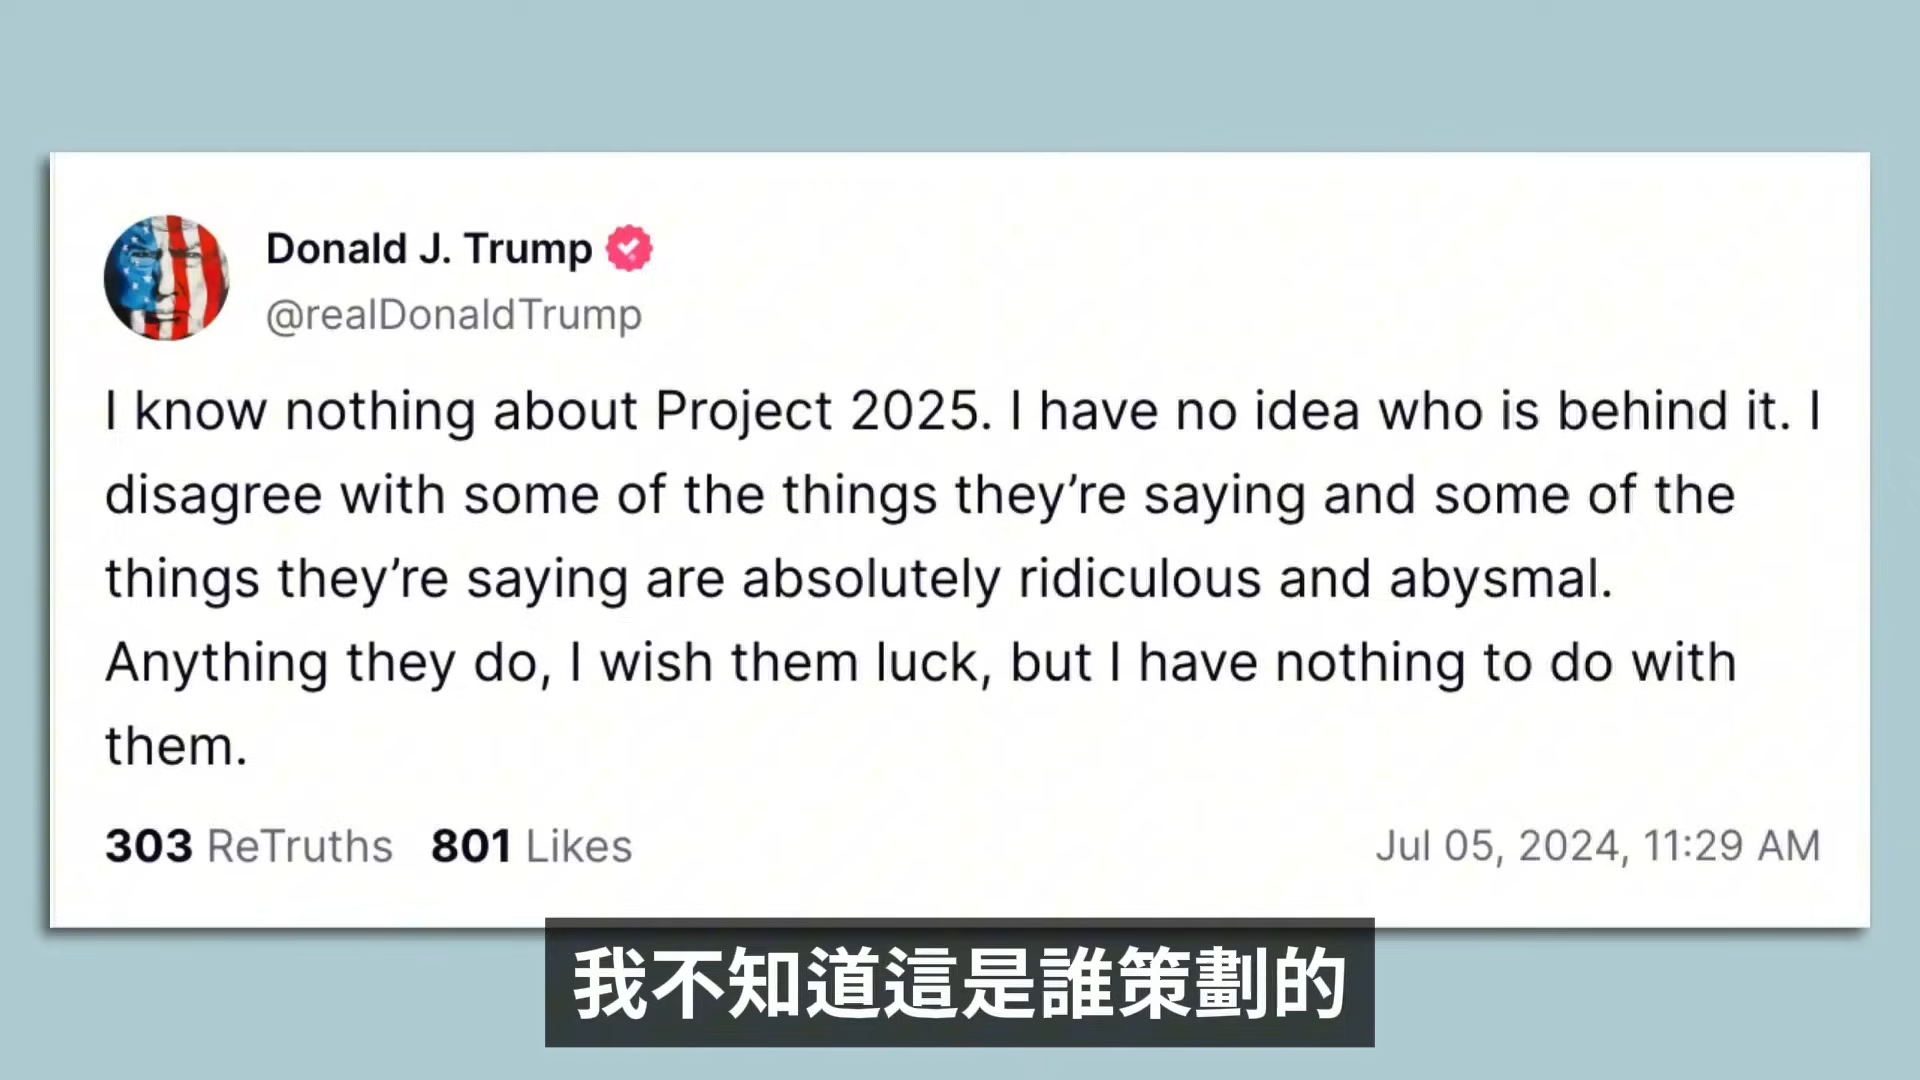 Donald J. Trump
@realDonaldTrump
I know nothing about Project 2025. I have no idea who is behind it. I
disagree with some of the things they’re saying and some of the
things they’re saying are absolutely ridiculous and abysmal.
Anything they do, I wish them luck, but I have nothing to do with
them.
303 ReTruths 801 Likes Jul 05, 2024, 11:29 AM
我不知道這是誰策劃的